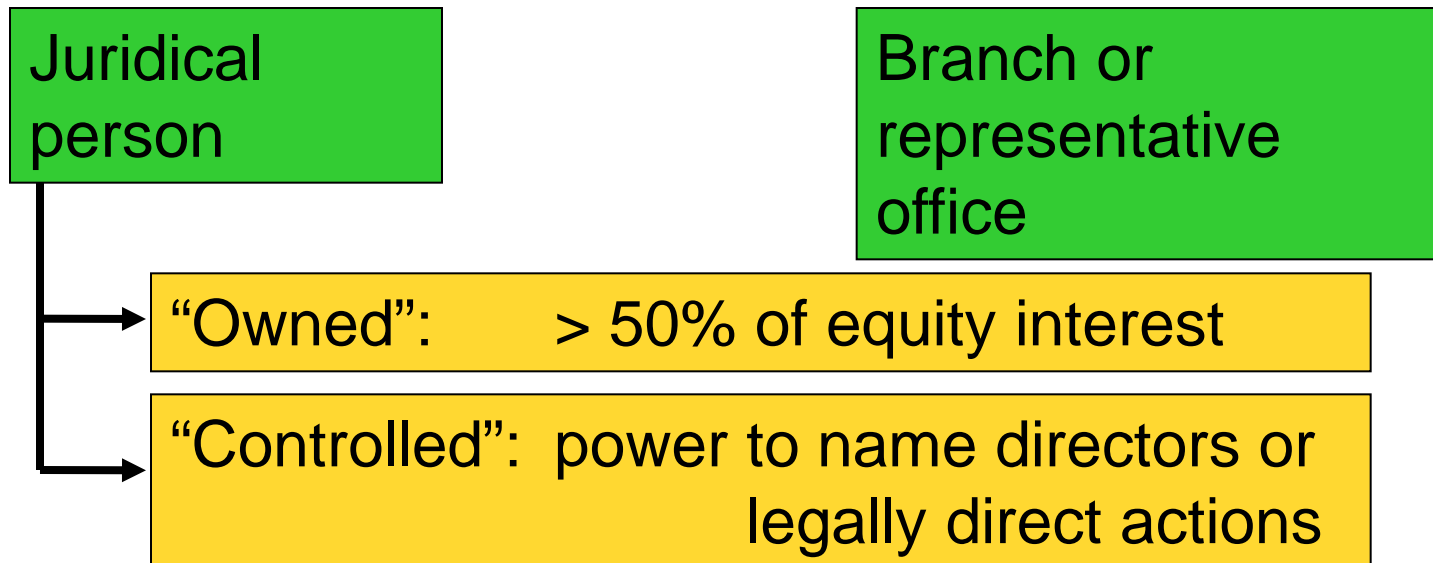 Juridical
person
Branch or
representative
office
“Owned”: > 50% of equity interest
“Controlled”: power to name directors or
legally direct actions